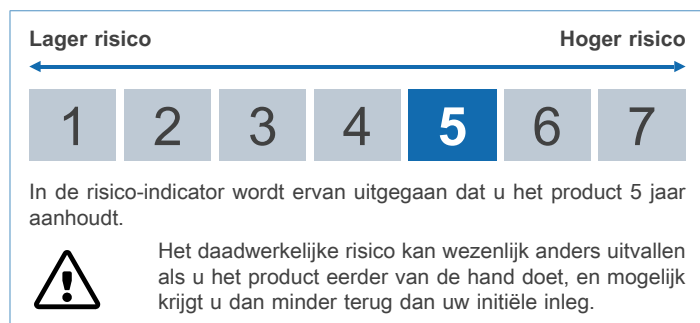 Lager risico Hoger risico
1 2 3 4 5 6 7
In de risico-indicator wordt ervan uitgegaan dat u het product 5 jaar
aanhoudt.
Het daadwerkelijke risico kan wezenlijk anders uitvallen
als u het product eerder van de hand doet, en mogelijk
krijgt u dan minder terug dan uw initiële inleg.